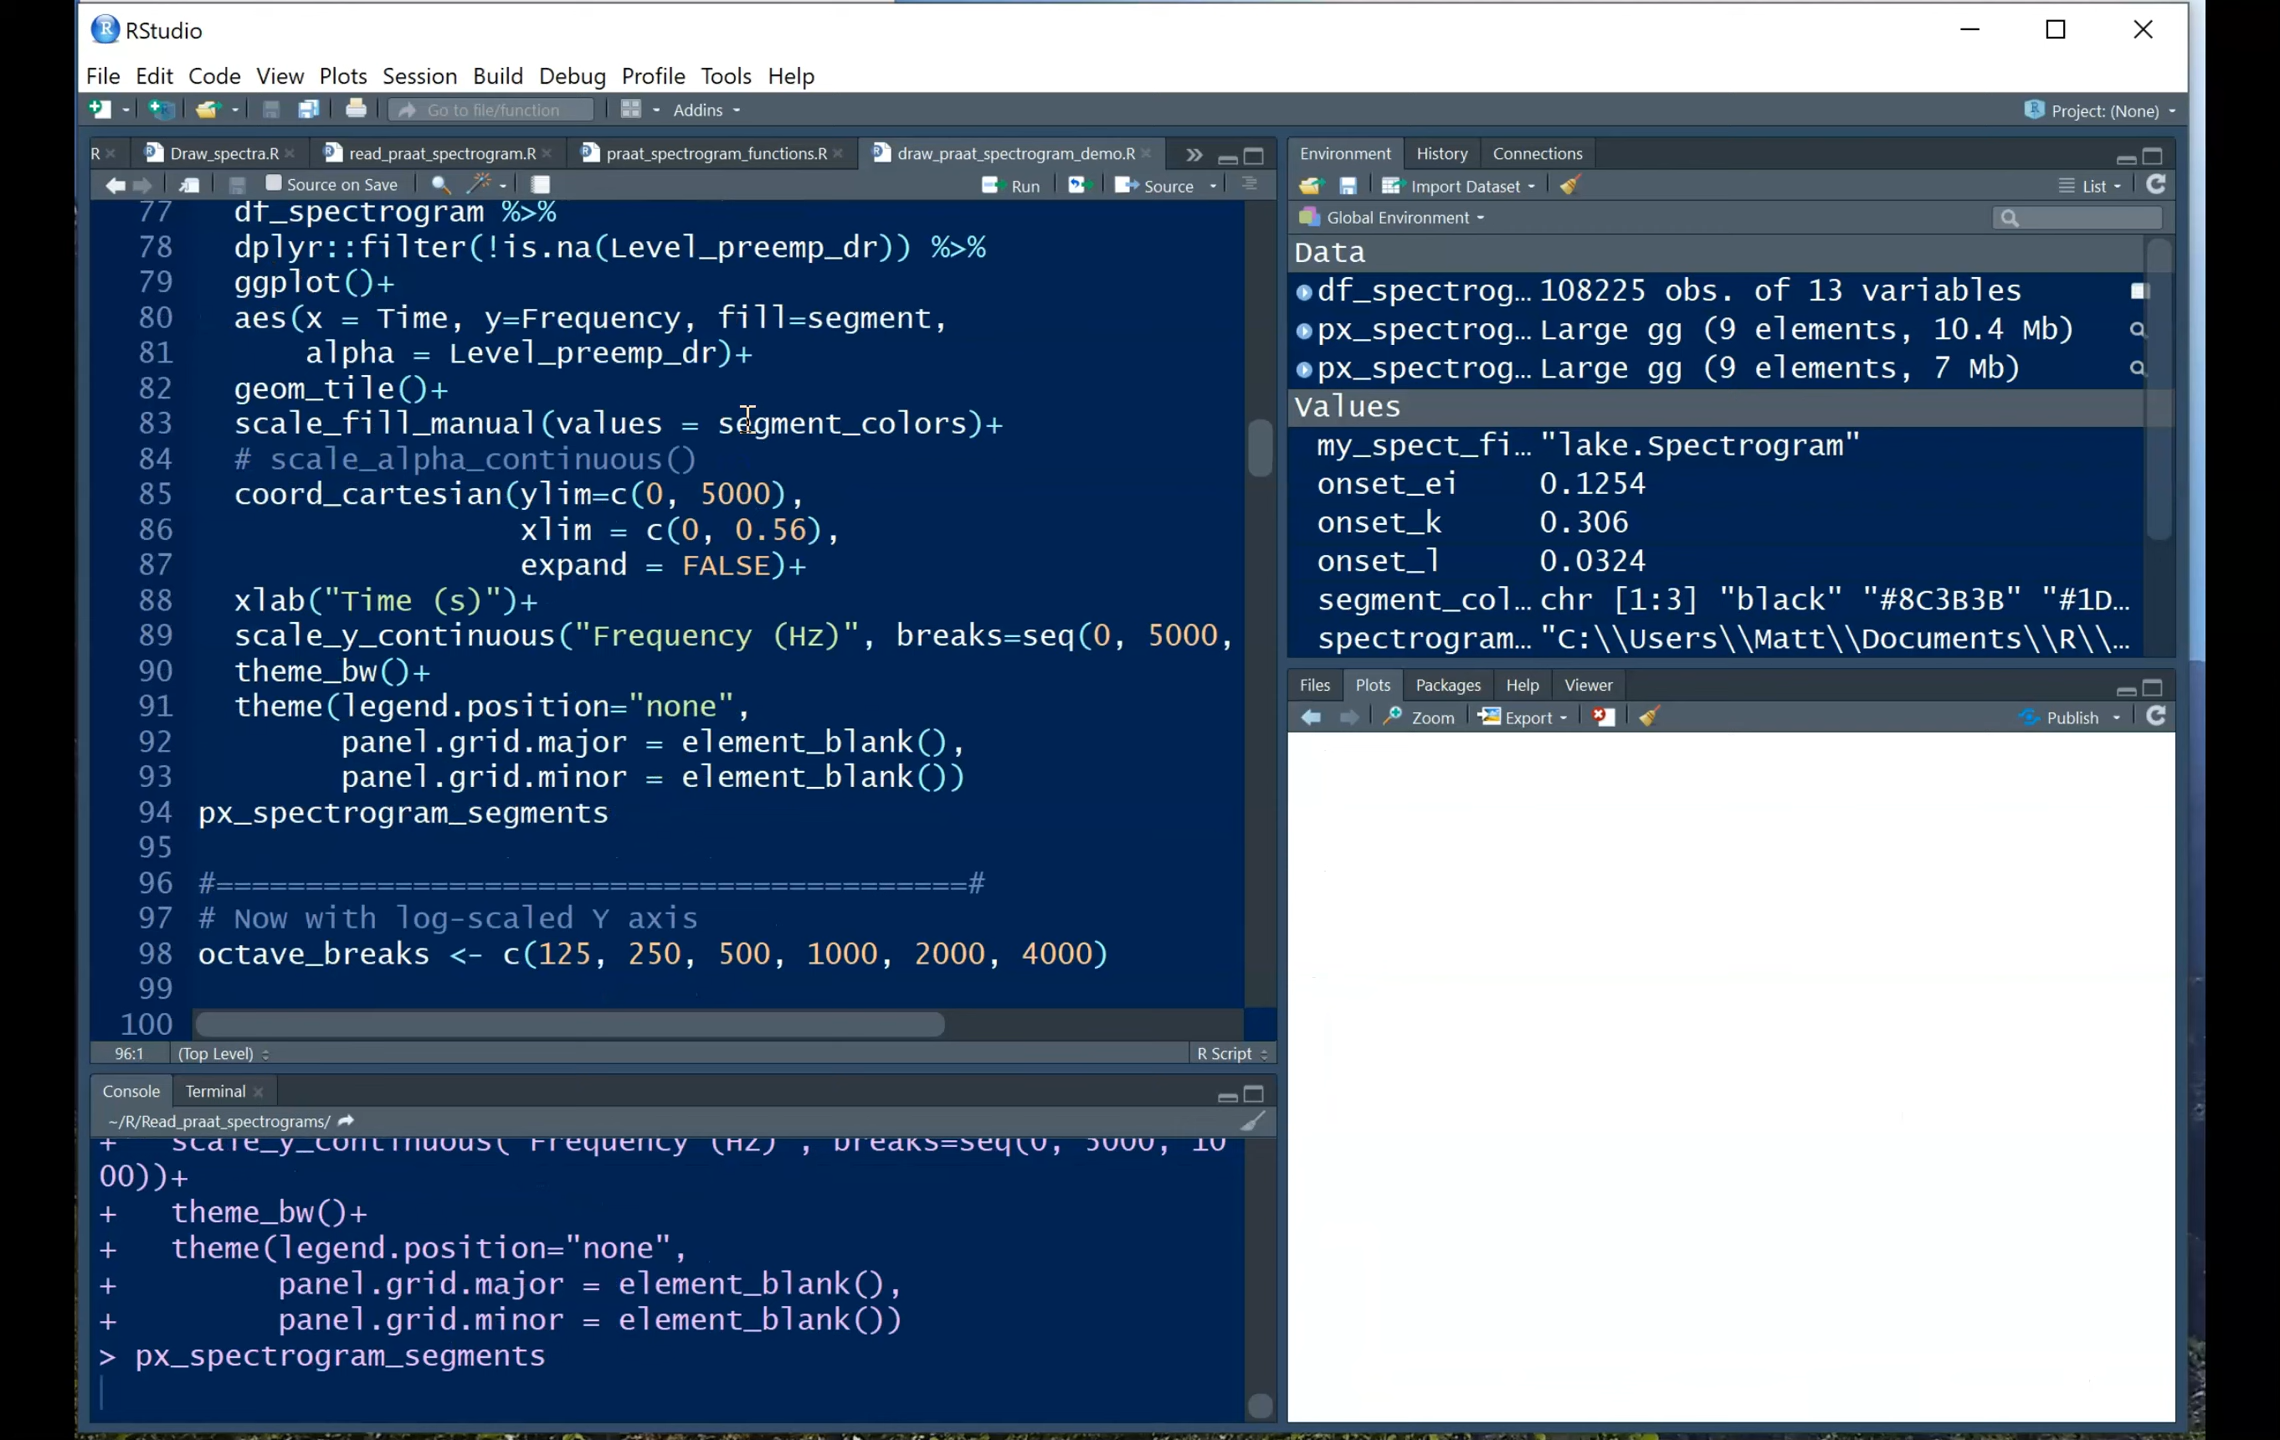 RStudio
File Edit Code View Plots Session Build Debug Profile Tools Help
Go to file/function Addins Project: (None)
R Draw_spectra.R read_praat_spectrogram.R praat_spectrogram_functions.R draw_praat_spectrogram_demo.R
Source on Save Run Source
77 df_spectrogram %>%
78 dplyr::filter(!is.na(Level_preemp_dr)) %>%
79 ggplot()+
80 aes(x = Time, y=Frequency, fill=segment,
81 alpha = Level_preemp_dr)+
82 geom_tile()+
83 scale_fill_manual(values = segment_colors)+
84 # scale_alpha_continuous()
85 coord_cartesian(ylim=c(0, 5000),
86 xlim = c(0, 0.56),
87 expand = FALSE)+
88 xlab("Time (s)")+
89 scale_y_continuous("Frequency (Hz)", breaks=seq(0, 5000,
90 theme_bw()+
91 theme(legend.position="none",
92 panel.grid.major = element_blank(),
93 panel.grid.minor = element_blank())
94 px_spectrogram_segments
95
96 #==========================================#
97 # Now with log-scaled Y axis
98 octave_breaks <- c(125, 250, 500, 1000, 2000, 4000)
99
100
96:1 (Top Level) R Script
Console Terminal
~/R/Read_praat_spectrograms/
+ scale_y_continuous("Frequency (Hz)", breaks=seq(0, 5000, 10
00))+
+ theme_bw()+
+ theme(legend.position="none",
+ panel.grid.major = element_blank(),
+ panel.grid.minor = element_blank())
> px_spectrogram_segments
Environment History Connections
Import Dataset List
Global Environment
Data
df_spectrog… 108225 obs. of 13 variables
px_spectrog… Large gg (9 elements, 10.4 Mb)
px_spectrog… Large gg (9 elements, 7 Mb)
Values
my_spect_fi… "lake.Spectrogram"
onset_ei 0.1254
onset_k 0.306
onset_l 0.0324
segment_col… chr [1:3] "black" "#8C3B3B" "#1D…
spectrogram… "C:\\Users\\Matt\\Documents\\R\\…
Files Plots Packages Help Viewer
Zoom Export Publish